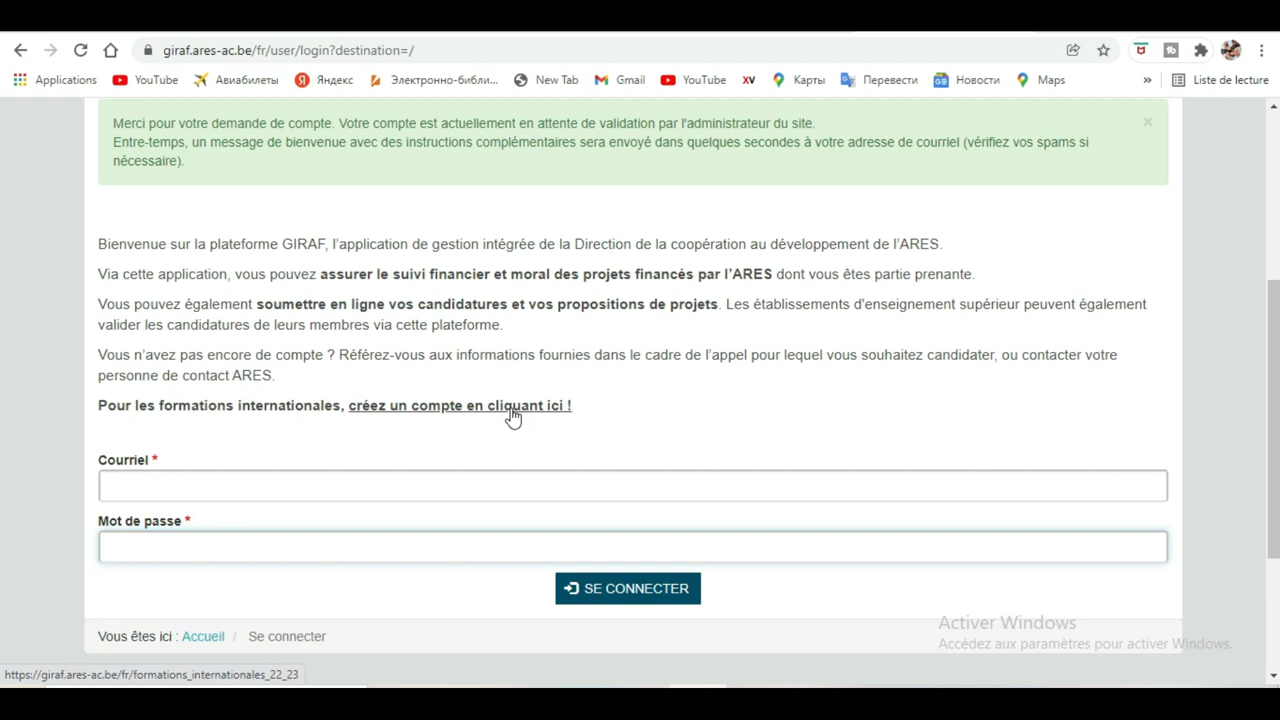 giraf.ares-ac.be/fr/user/login?destination=/
Applications YouTube Авиабилеты Яндекс Электронно-библи... New Tab Gmail YouTube XV Карты Перевести Новости Maps » Liste de lecture
Merci pour votre demande de compte. Votre compte est actuellement en attente de validation par l'administrateur du site. ×
Entre-temps, un message de bienvenue avec des instructions complémentaires sera envoyé dans quelques secondes à votre adresse de courriel (vérifiez vos spams si
nécessaire).
Bienvenue sur la plateforme GIRAF, l’application de gestion intégrée de la Direction de la coopération au développement de l’ARES.
Via cette application, vous pouvez assurer le suivi financier et moral des projets financés par l’ARES dont vous êtes partie prenante.
Vous pouvez également soumettre en ligne vos candidatures et vos propositions de projets. Les établissements d'enseignement supérieur peuvent également
valider les candidatures de leurs membres via cette plateforme.
Vous n’avez pas encore de compte ? Référez-vous aux informations fournies dans le cadre de l’appel pour lequel vous souhaitez candidater, ou contacter votre
personne de contact ARES.
Pour les formations internationales, créez un compte en cliquant ici !
Courriel *
Mot de passe *
SE CONNECTER
Activer Windows
Vous êtes ici : Accueil / Se connecter
Accédez aux paramètres pour activer Windows.
https://giraf.ares-ac.be/fr/formations_internationales_22_23